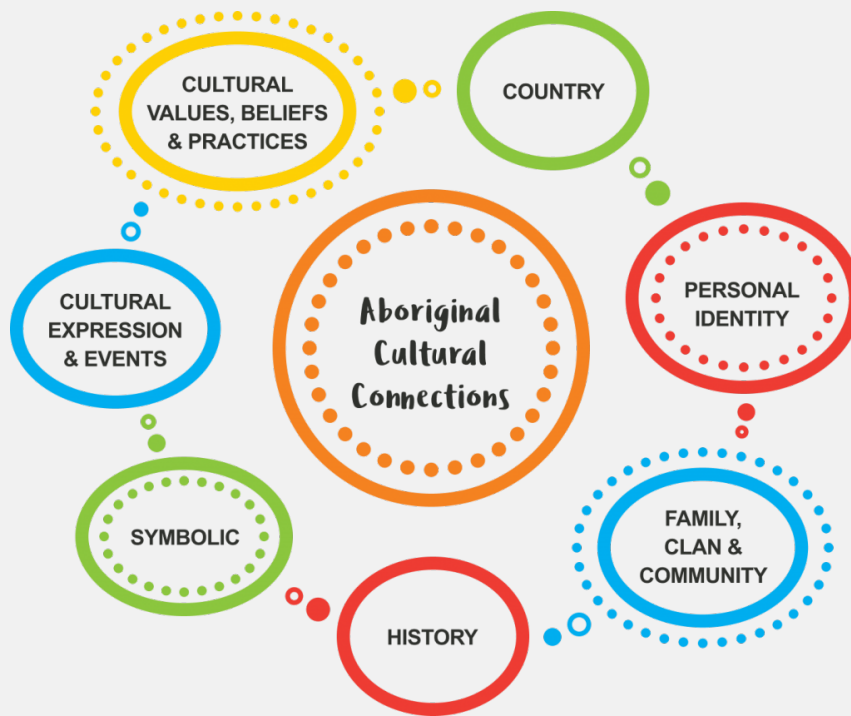 CULTURAL
VALUES, BELIEFS
& PRACTICES
COUNTRY
PERSONAL
IDENTITY
FAMILY,
CLAN &
COMMUNITY
HISTORY
SYMBOLIC
CULTURAL
EXPRESSION
& EVENTS
Aboriginal
Cultural
Connections